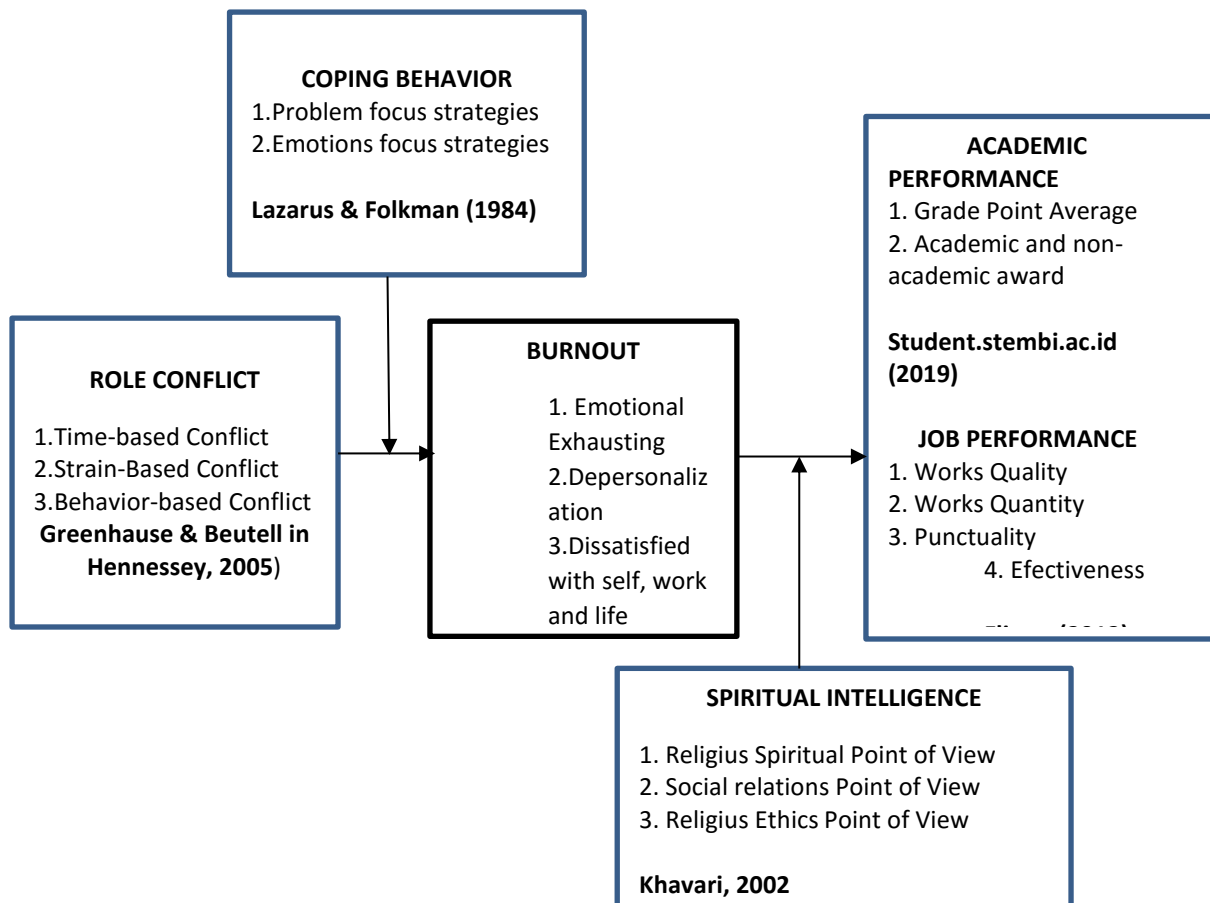 COPING BEHAVIOR
1.Problem focus strategies
2.Emotions focus strategies
Lazarus & Folkman (1984)
ROLE CONFLICT
1.Time-based Conflict
2.Strain-Based Conflict
3.Behavior-based Conflict
Greenhause & Beutell in
Hennessey, 2005)
BURNOUT
1. Emotional
Exhausting
2.Depersonaliz
ation
3.Dissatisfied
with self, work
and life
ACADEMIC
PERFORMANCE
1. Grade Point Average
2. Academic and non-
academic award
Student.stembi.ac.id
(2019)
JOB PERFORMANCE
1. Works Quality
2. Works Quantity
3. Punctuality
4. Efectiveness
SPIRITUAL INTELLIGENCE
1. Religius Spiritual Point of View
2. Social relations Point of View
3. Religius Ethics Point of View
Khavari, 2002